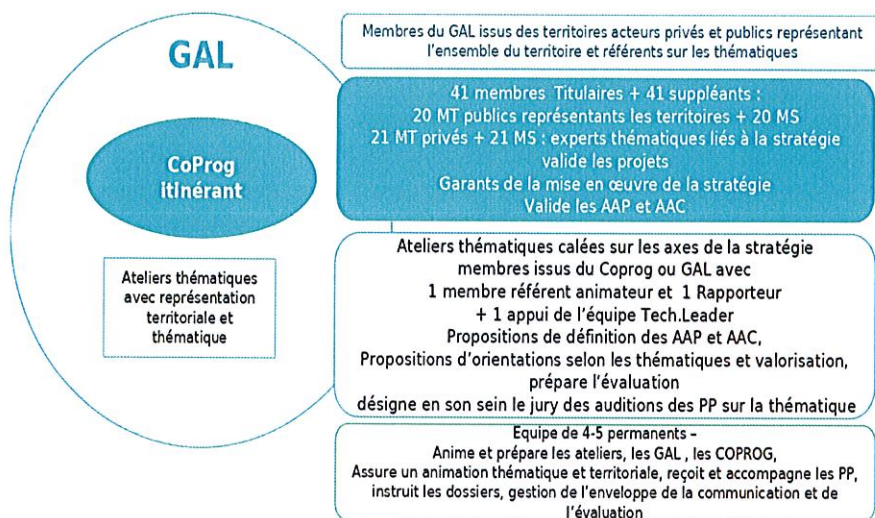 GAL
CoProg
itinérant
Ateliers thématiques
avec représentation
territoriale et
thématique
Membres du GAL issus des territoires acteurs privés et publics représentant
l'ensemble du territoire et référents sur les thématiques
41 membres Titulaires + 41 suppléants :
20 MT publics représentants les territoires + 20 MS
21 MT privés + 21 MS : experts thématiques liés à la stratégie
valide les projets
Garants de la mise en œuvre de la stratégie
Valide les AAP et AAC
Ateliers thématiques calées sur les axes de la stratégie
membres issus du Coprog ou GAL avec
1 membre référent animateur et 1 Rapporteur
+ 1 appui de l'équipe Tech.Leader
Propositions de définition des AAP et AAC,
Propositions d'orientations selon les thématiques et valorisation,
prépare l'évaluation
désigne en son sein le jury des auditions des PP sur la thématique
Equipe de 4-5 permanents –
Anime et prépare les ateliers, les GAL , les COPROG,
Assure un animation thématique et territoriale, reçoit et accompagne les PP,
instruit les dossiers, gestion de l'enveloppe de la communication et de
l'évaluation